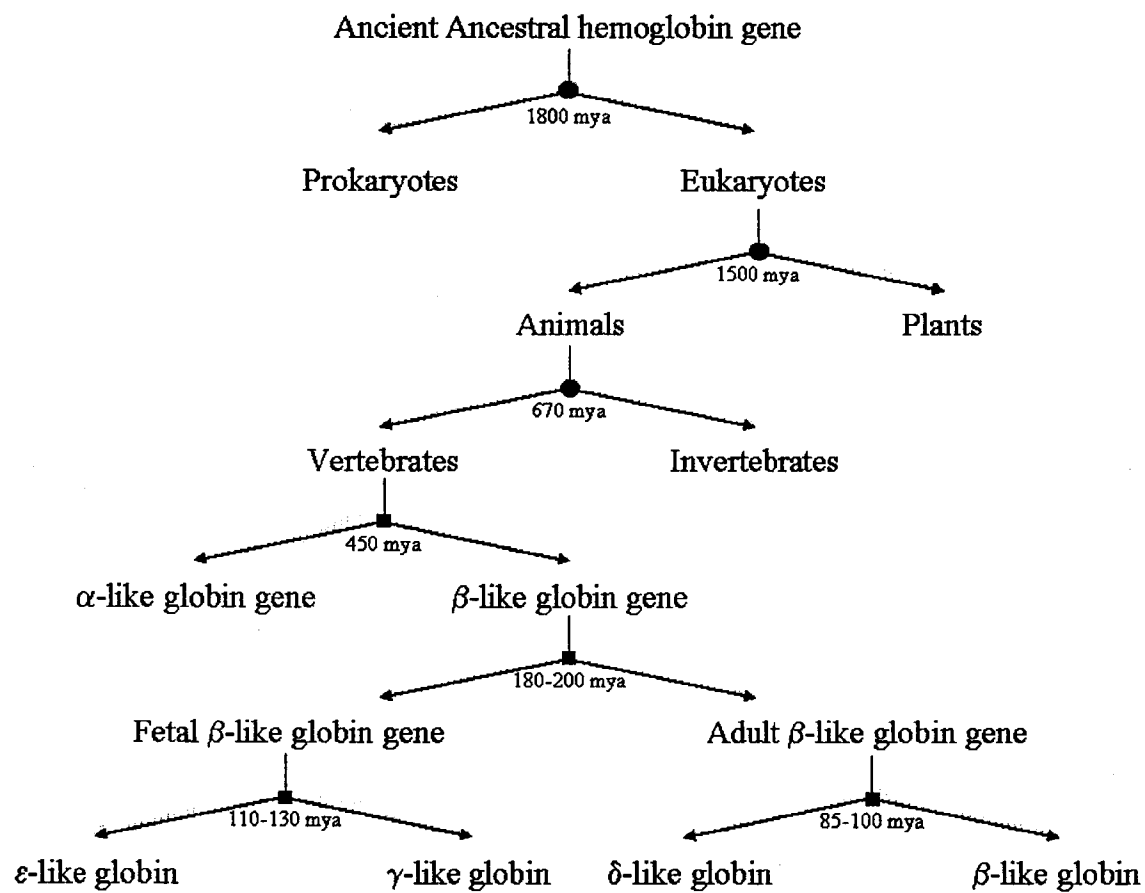 Ancient Ancestral hemoglobin gene
1800 mya
Prokaryotes
Eukaryotes
1500 mya
Animals
Plants
670 mya
Vertebrates
Invertebrates
450 mya
α-like globin gene
β-like globin gene
180-200 mya
Fetal β-like globin gene
Adult β-like globin gene
110-130 mya
85-100 mya
ε-like globin
γ-like globin
δ-like globin
β-like globin